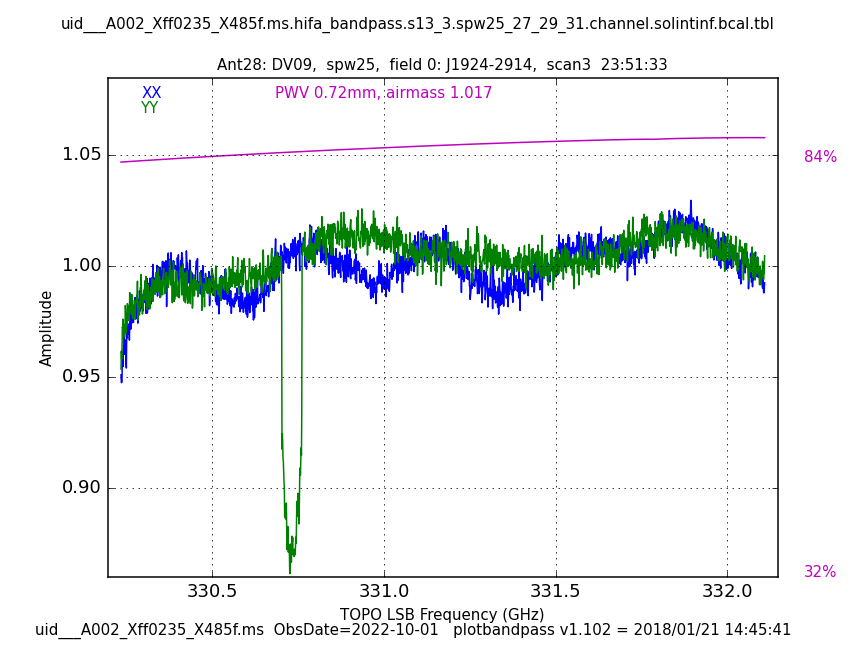 uid___A002_Xff0235_X485f.ms.hifa_bandpass.s13_3.spw25_27_29_31.channel.solintinf.bcal.tbl
Ant28: DV09, spw25, field 0: J1924-2914, scan3 23:51:33
XX
PWV 0.72mm, airmass 1.017
YY
1.05
84%
1.00
0.95
0.90
Amplitude
32%
330.5 331.0 331.5 332.0
TOPO LSB Frequency (GHz)
uid___A002_Xff0235_X485f.ms ObsDate=2022-10-01 plotbandpass v1.102 = 2018/01/21 14:45:41